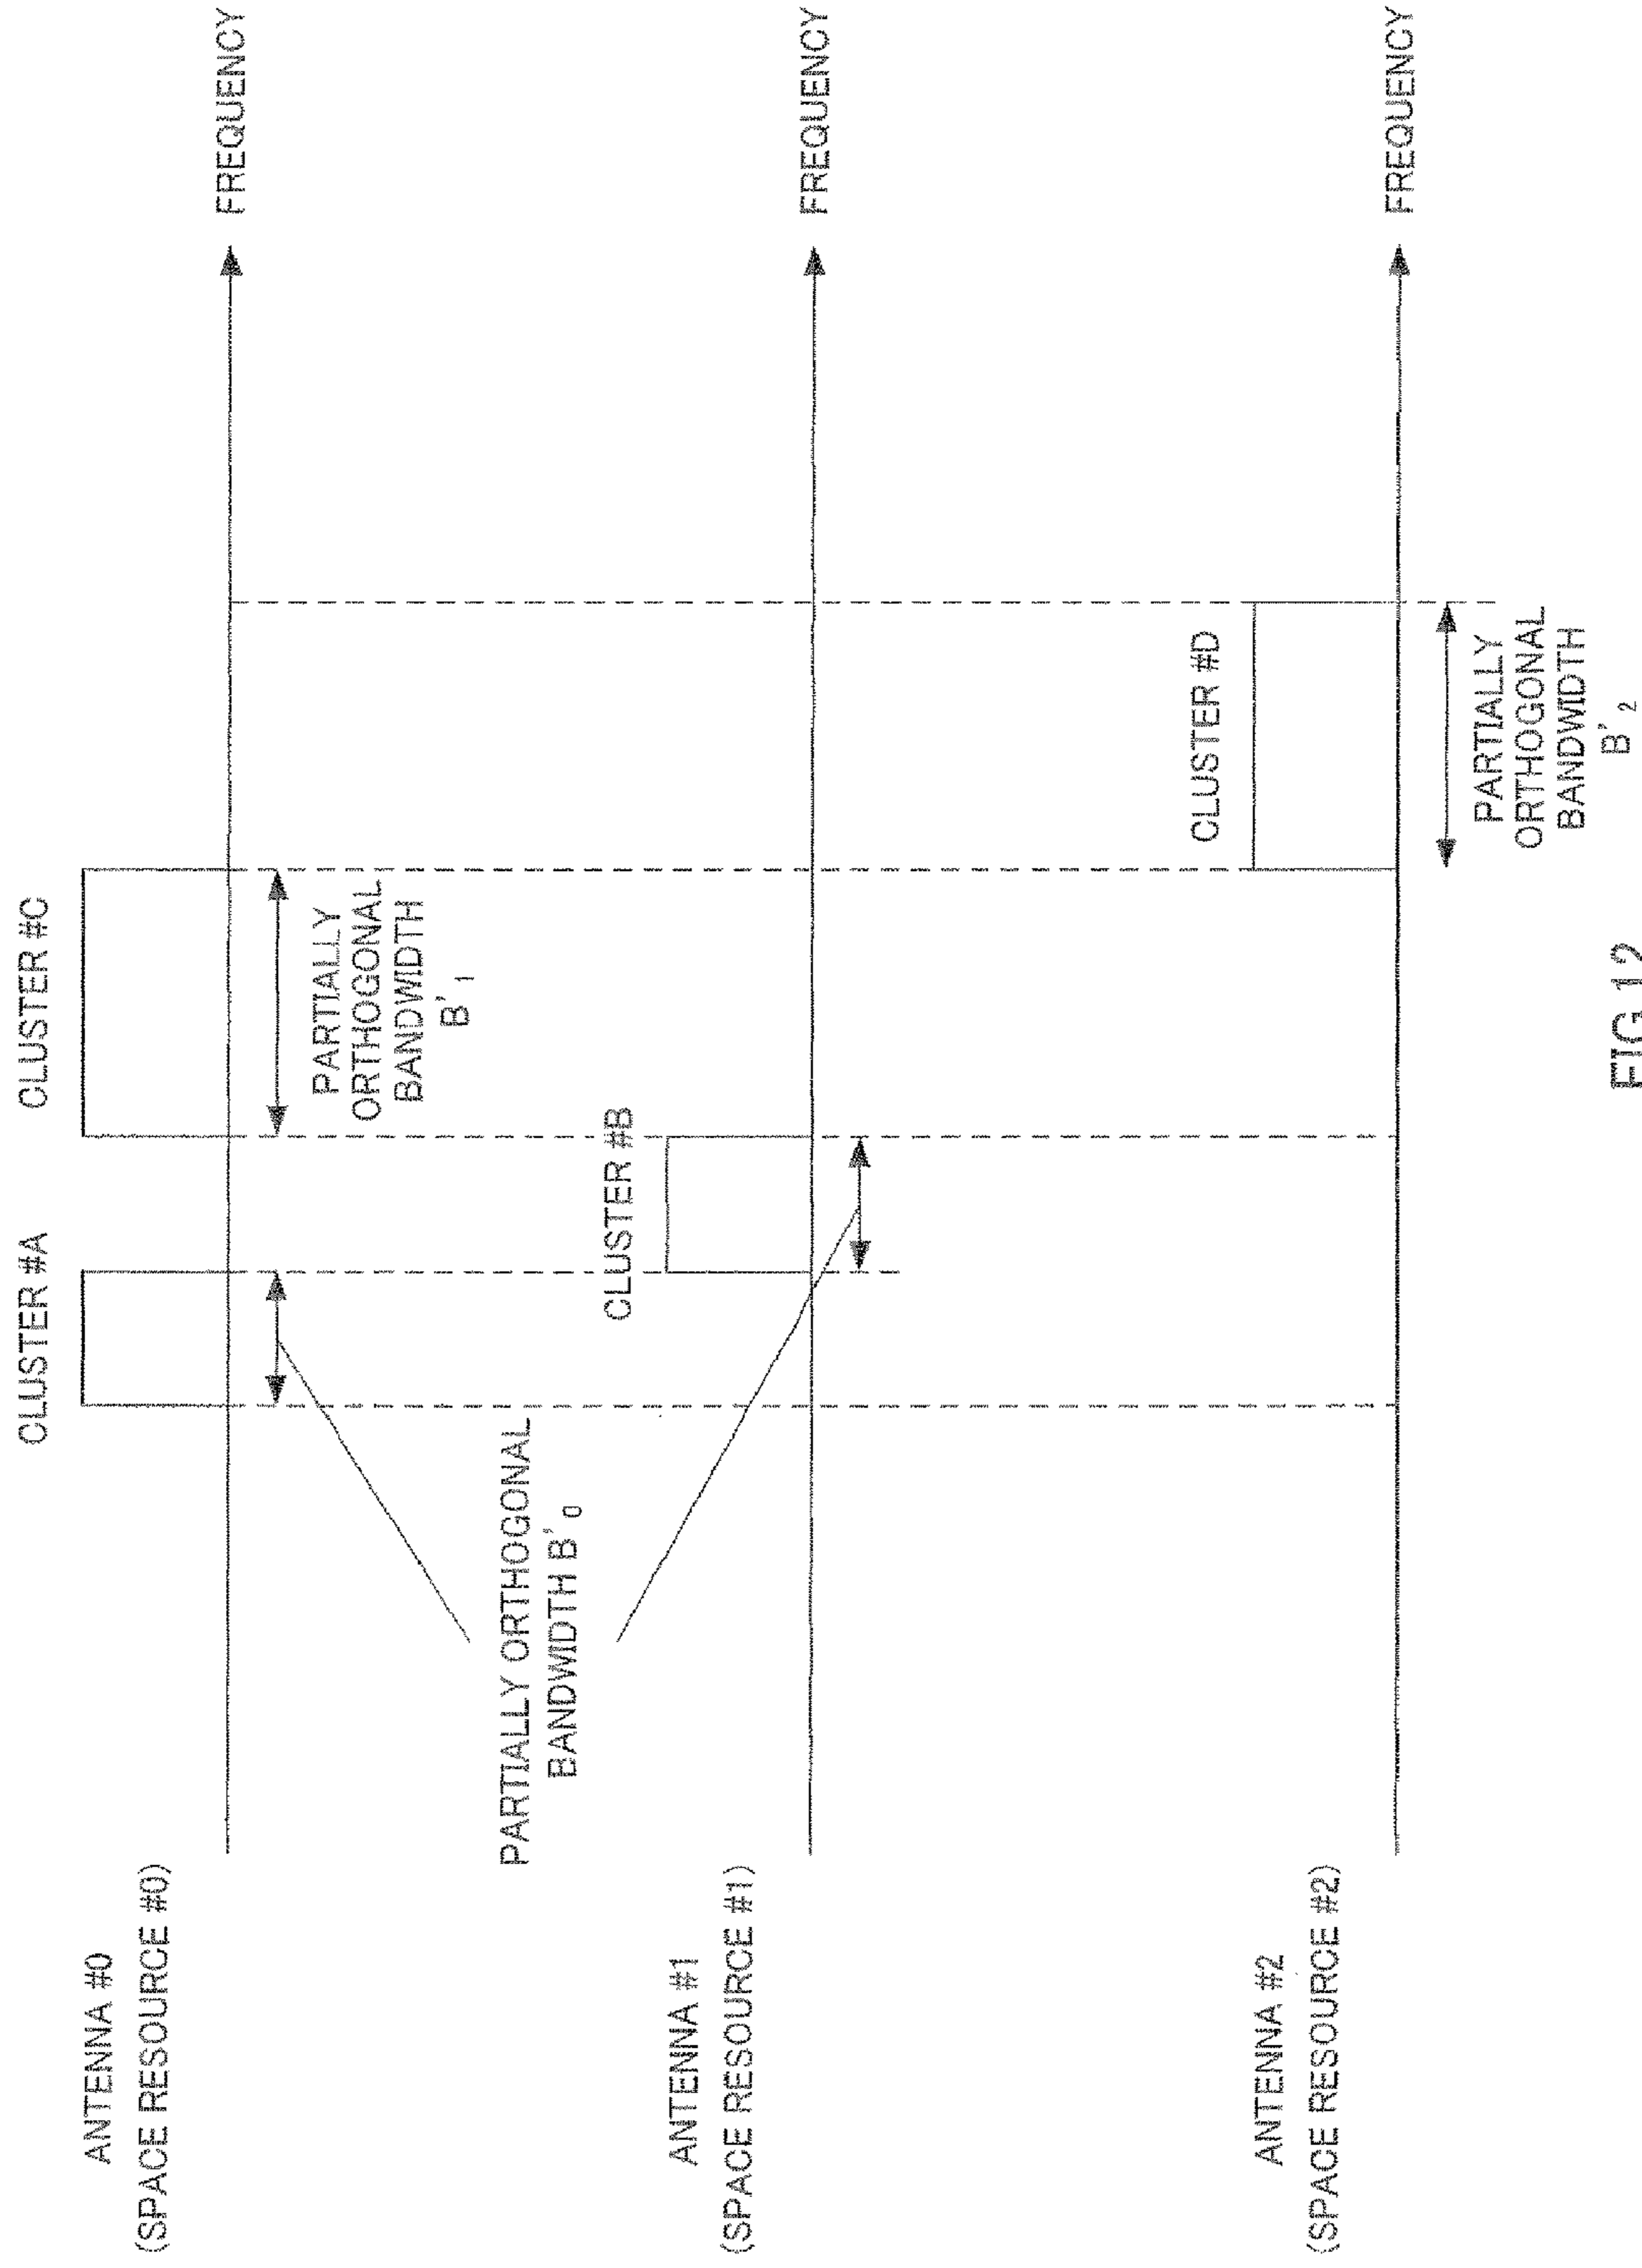 CLUSTER #A
CLUSTER #C
ANTENNA #0
(SPACE RESOURCE #0)
FREQUENCY
PARTIALLY
ORTHOGONAL
BANDWIDTH
B'1
PARTIALLY ORTHOGONAL
BANDWIDTH B'0
CLUSTER #B
ANTENNA #1
(SPACE RESOURCE #1)
FREQUENCY
CLUSTER #D
ANTENNA #2
(SPACE RESOURCE #2)
FREQUENCY
PARTIALLY
ORTHOGONAL
BANDWIDTH
B'2
FIG.12